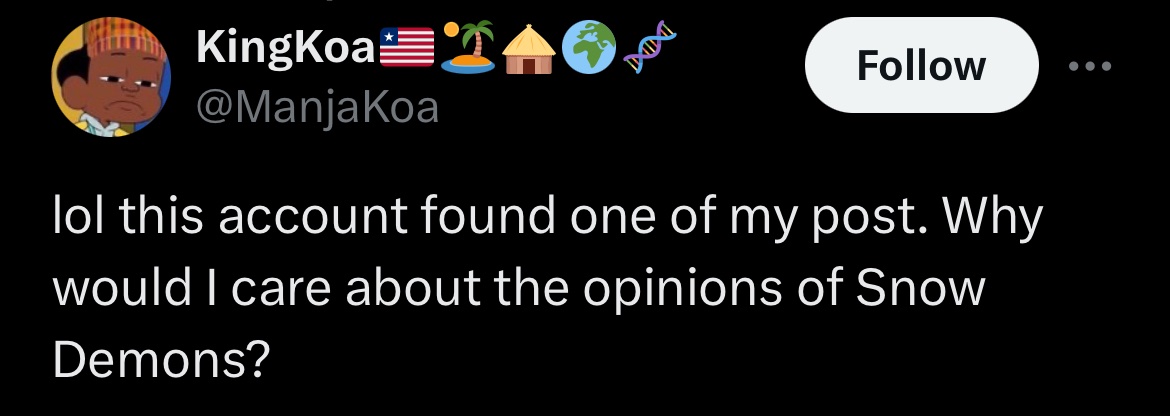 KingKoa🇱🇷🏝️🛖🌍🧬
@ManjaKoa
Follow
lol this account found one of my post. Why
would I care about the opinions of Snow
Demons?